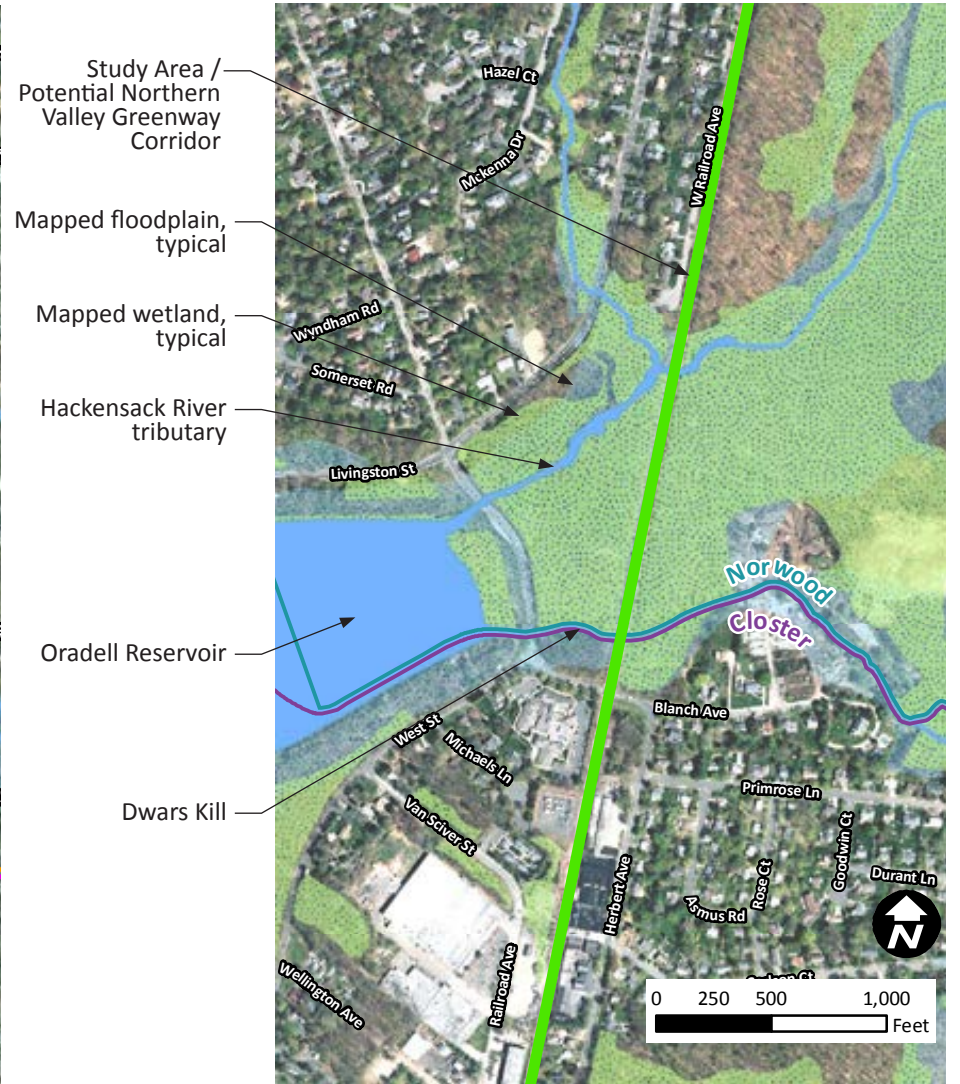 Study Area /
Potential Northern
Valley Greenway
Corridor
Mapped floodplain,
typical
Mapped wetland,
typical
Hackensack River
tributary
Oradell Reservoir
Dwars Kill
Hazel Ct
Mckenna Dr
W Railroad Ave
Wyndham Rd
Somerset Rd
Livingston St
Norwood
Closter
Blanch Ave
West St
Michaels Ln
Primrose Ln
Van Sciver St
Goodwin Ct
Durant Ln
Rose Ct
Asmus Rd
Herbert Ave
Railroad Ave
Wellington Ave
Ct
N
0 250 500 1,000
Feet